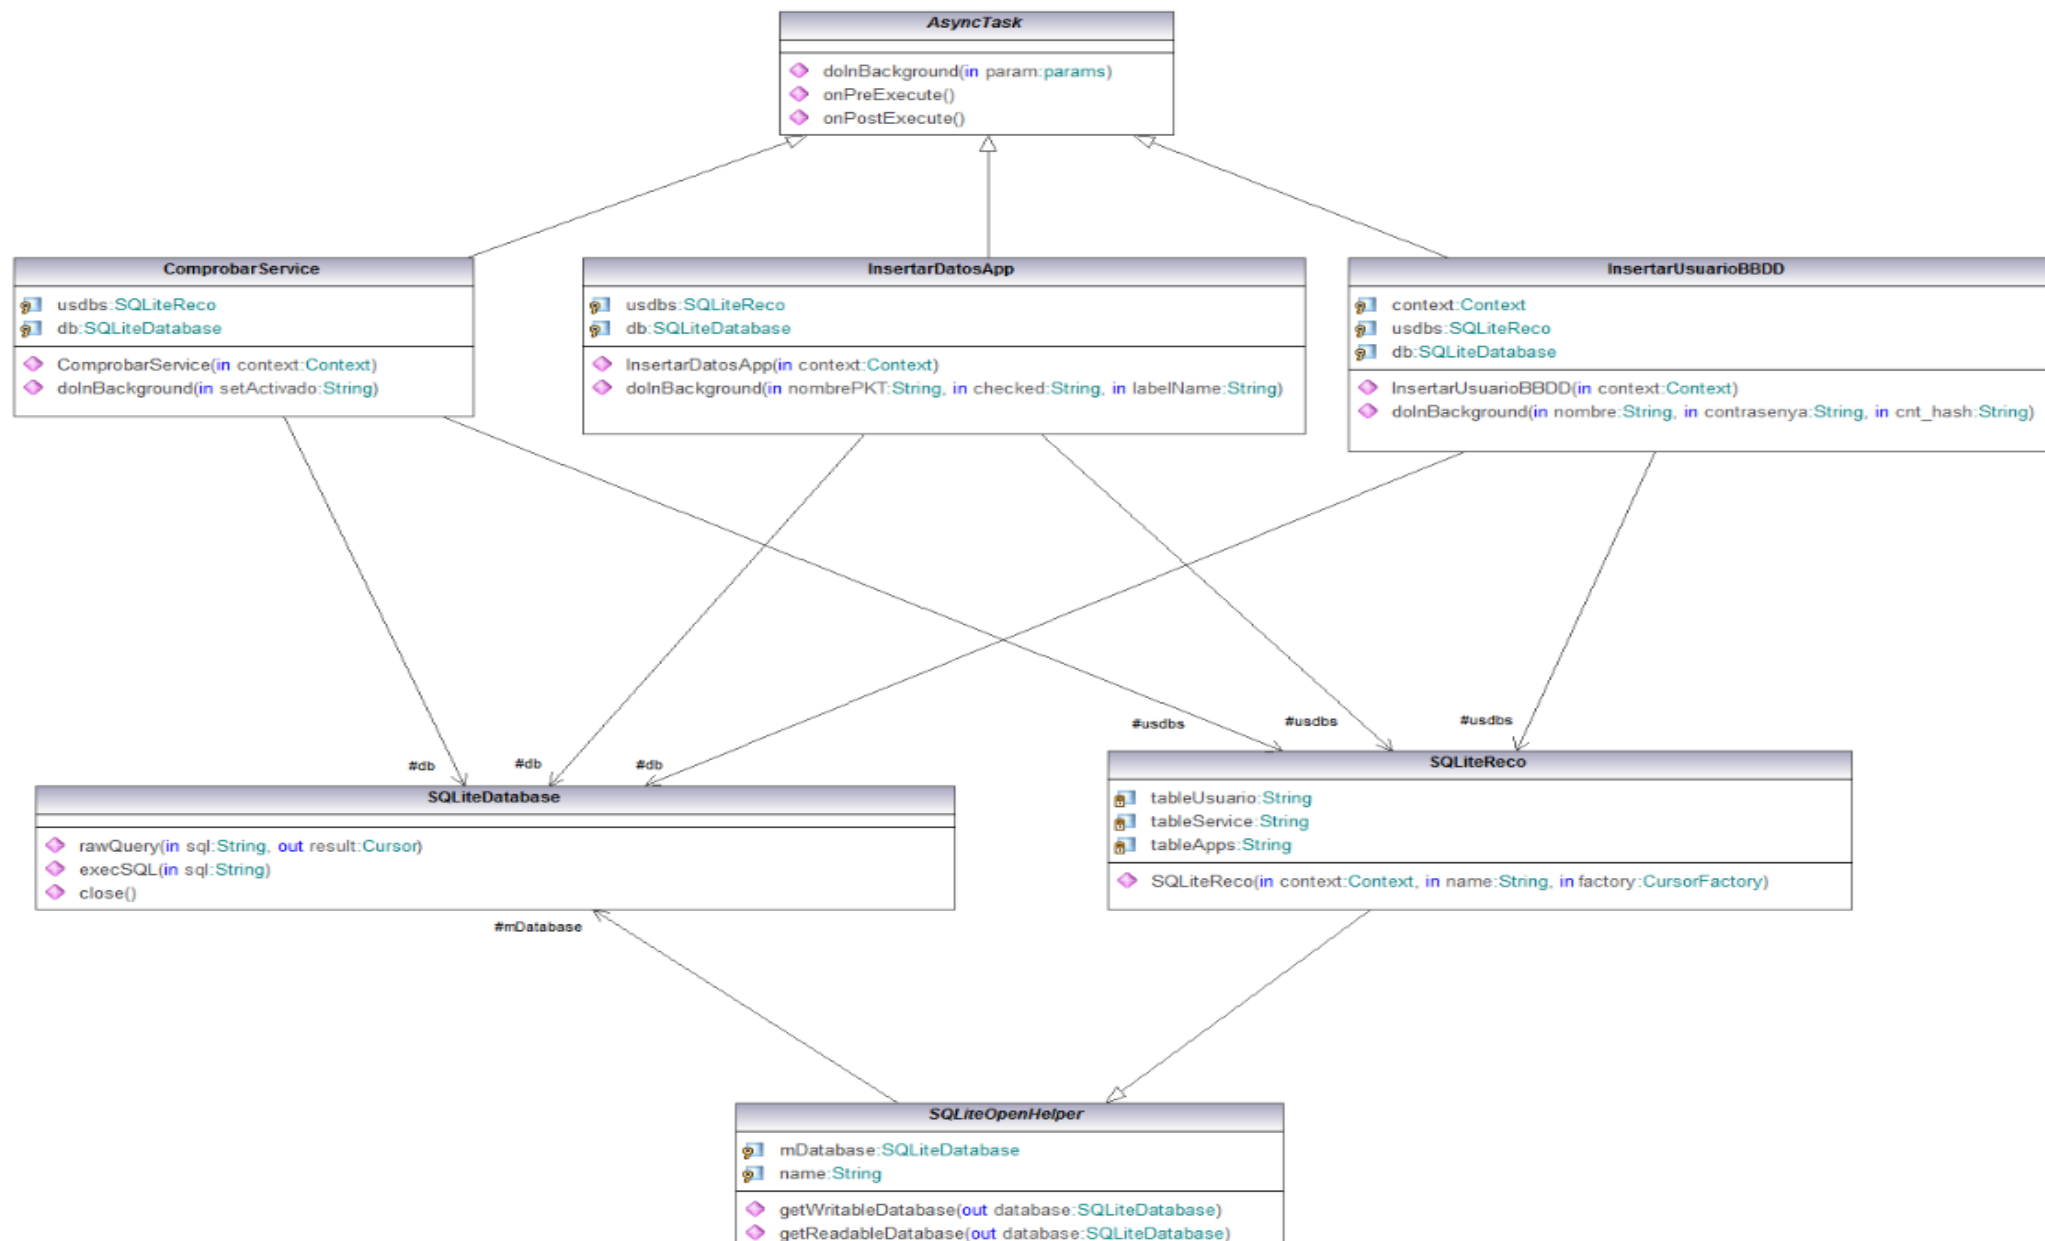 AsyncTask
doInBackground(in param:params)
onPreExecute()
onPostExecute()
ComprobarService
usdbs:SQLiteReco
db:SQLiteDatabase
ComprobarService(in context:Context)
doInBackground(in setActivado:String)
InsertarDatosApp
usdbs:SQLiteReco
db:SQLiteDatabase
InsertarDatosApp(in context:Context)
doInBackground(in nombrePKT:String, in checked:String, in labelName:String)
InsertarUsuarioBBDD
context:Context
usdbs:SQLiteReco
db:SQLiteDatabase
InsertarUsuarioBBDD(in context:Context)
doInBackground(in nombre:String, in contrasenya:String, in cnt_hash:String)
#db
#db
#db
#usdbs
#usdbs
#usdbs
SQLiteDatabase
rawQuery(in sql:String, out result:Cursor)
execSQL(in sql:String)
close()
SQLiteReco
tableUsuario:String
tableService:String
tableApps:String
SQLiteReco(in context:Context, in name:String, in factory:CursorFactory)
#mDatabase
SQLiteOpenHelper
mDatabase:SQLiteDatabase
name:String
getWritableDatabase(out database:SQLiteDatabase)
getReadableDatabase(out database:SQLiteDatabase)